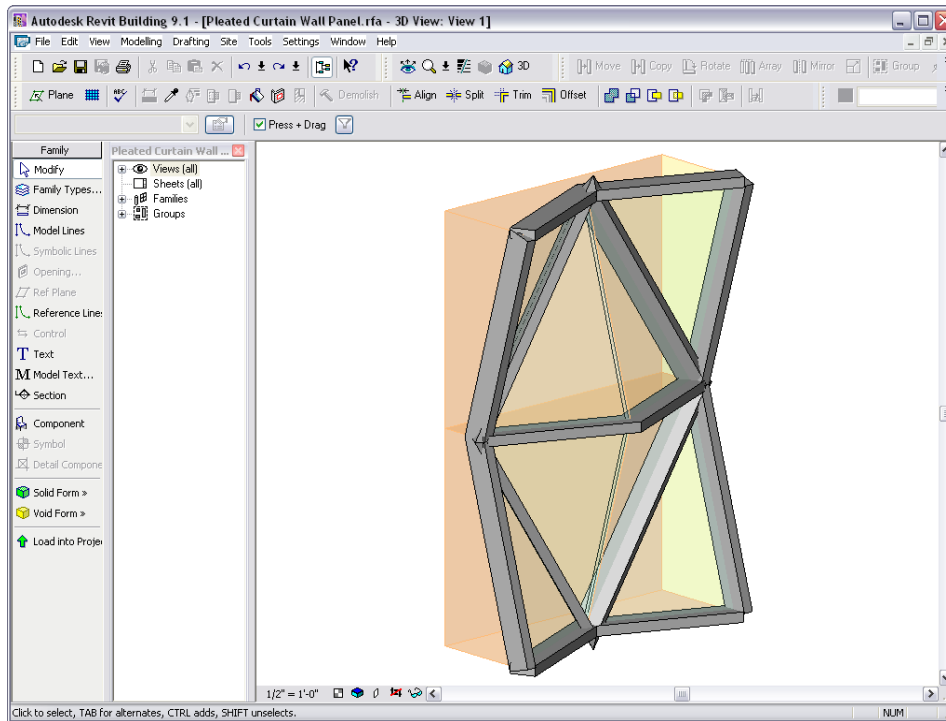 Autodesk Revit Building 9.1 - [Pleated Curtain Wall Panel.rfa - 3D View: View 1]
File Edit View Modelling Drafting Site Tools Settings Window Help
3D Move Copy Rotate Array Mirror Group
Plane ABC Demolish Align Split Trim Offset
Press + Drag
Family
Modify
Family Types...
Dimension
Model Lines
Symbolic Lines
Opening...
Ref Plane
Reference Line
Control
T Text
M Model Text...
Section
Component
Symbol
Detail Compone
Solid Form »
Void Form »
Load into Proje
Pleated Curtain Wall ...
Views (all)
Sheets (all)
Families
Groups
1/2" = 1'-0"
Click to select, TAB for alternates, CTRL adds, SHIFT unselects.
NUM